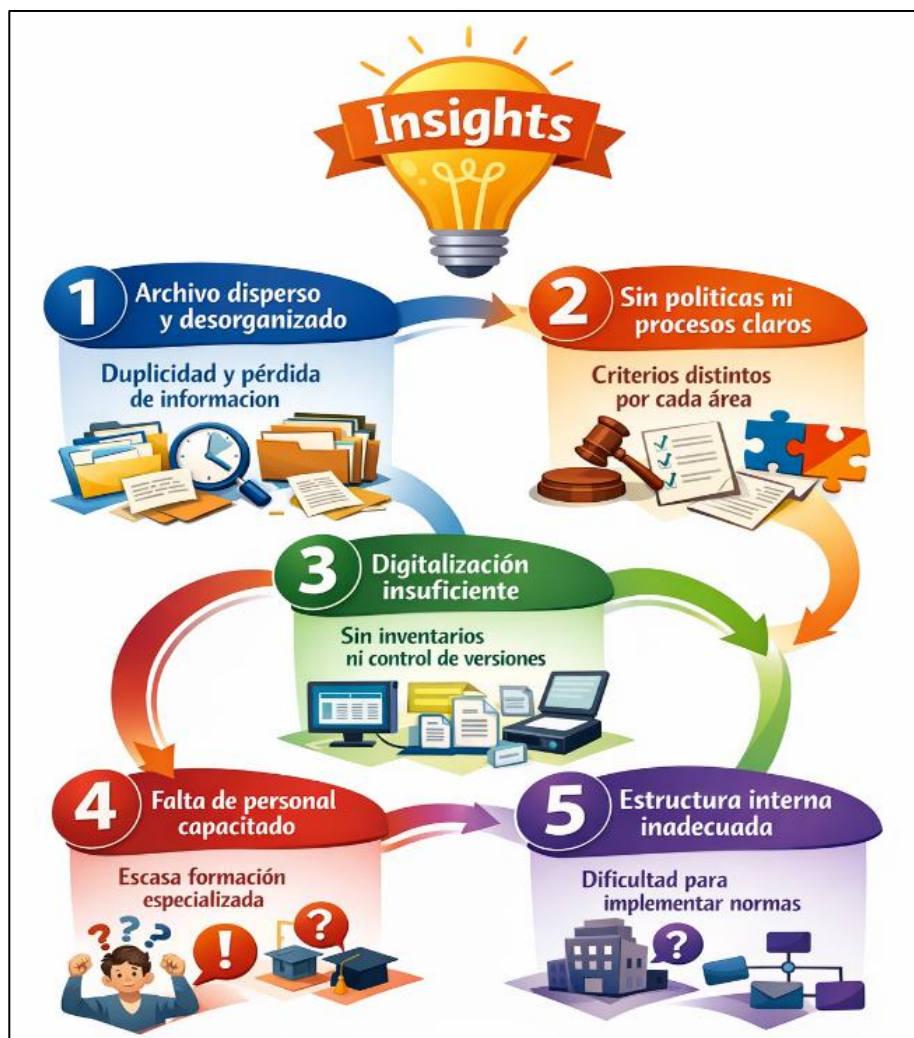 Insights
1
Archivo disperso
y desorganizado
Duplicidad y pérdida
de informacion
2
Sin politicas ni
procesos claros
Criterios distintos
por cada área
3
Digitalización
insuficiente
Sin inventarios
ni control de versiones
4
Falta de personal
capacitado
Escasa formación
especializada
? ? ?
!
?
5
Estructura interna
inadecuada
Dificultad para
implementar normas
?